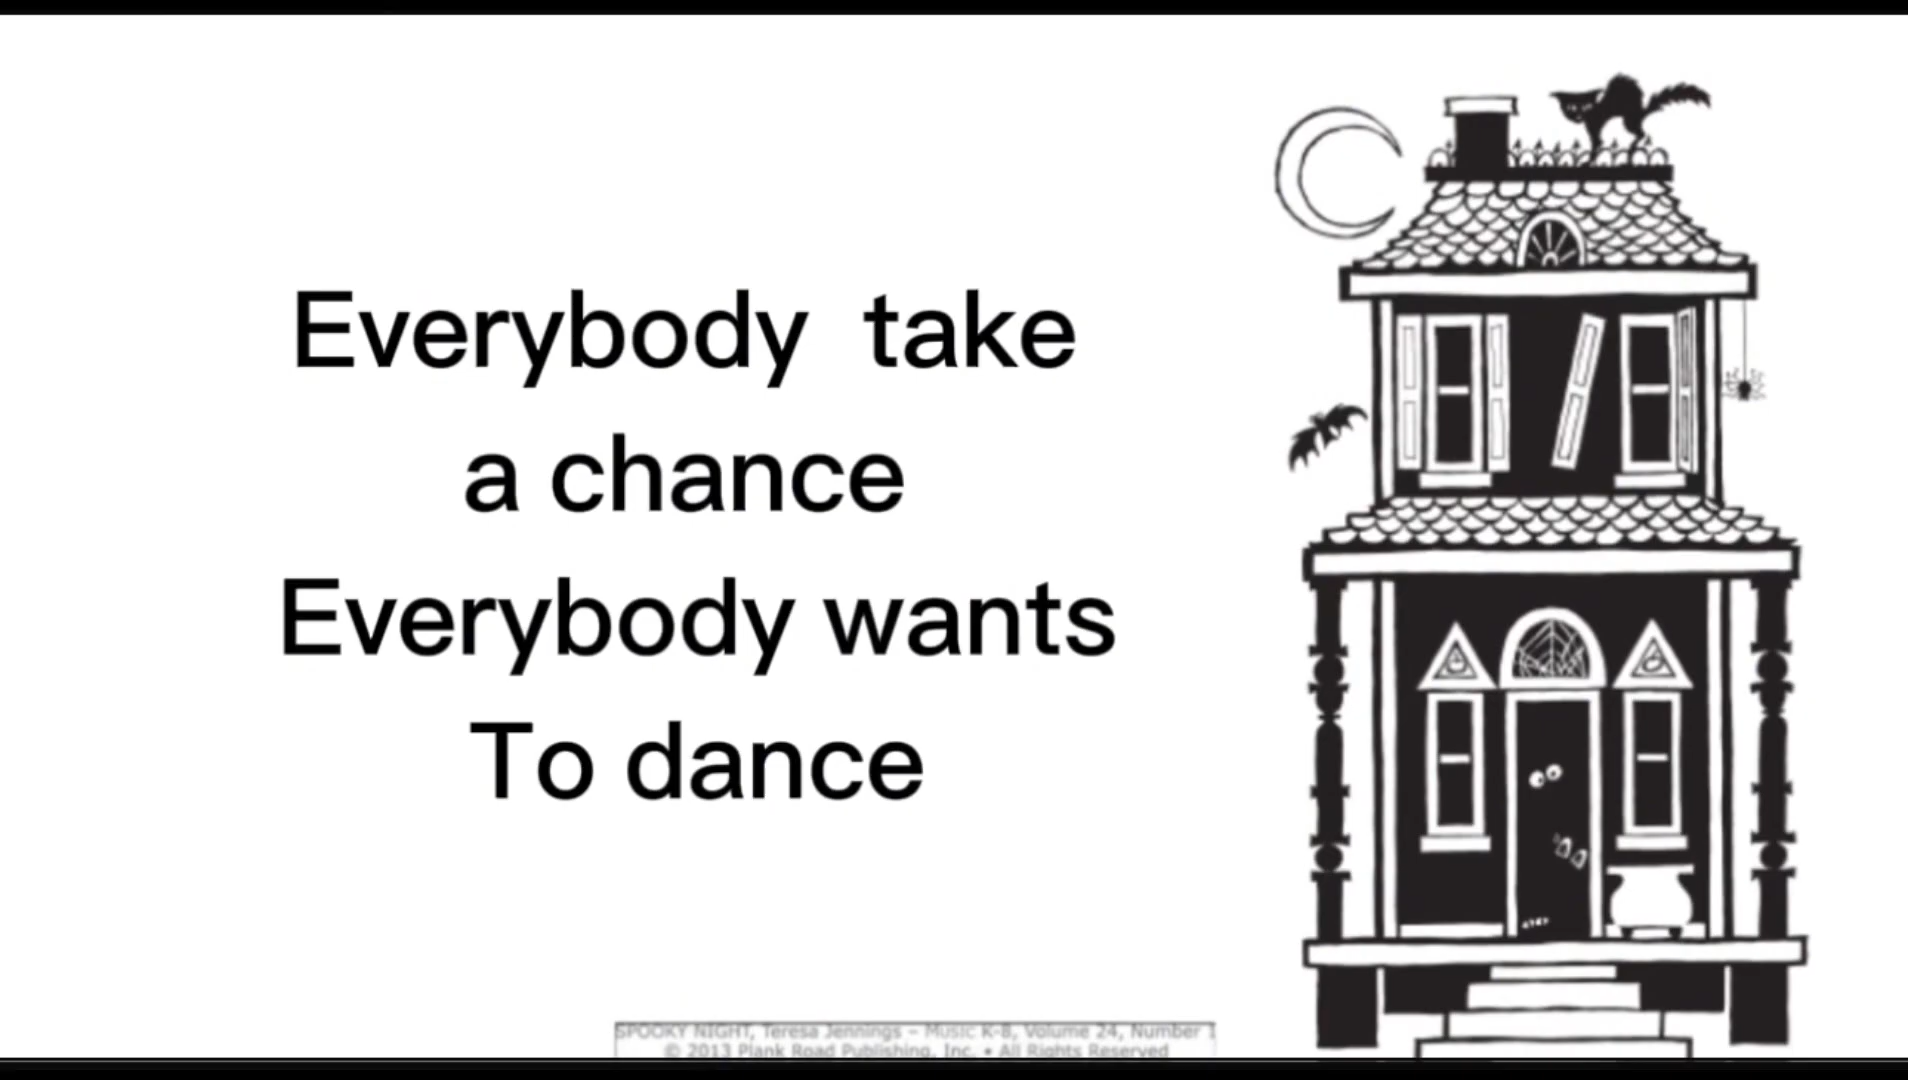 Everybody take
a chance
Everybody wants
To dance
SPOOKY NIGHT, Teresa Jennings – Music K-8, Volume 24, Number 1
© 2013 Plank Road Publishing, Inc. • All Rights Reserved